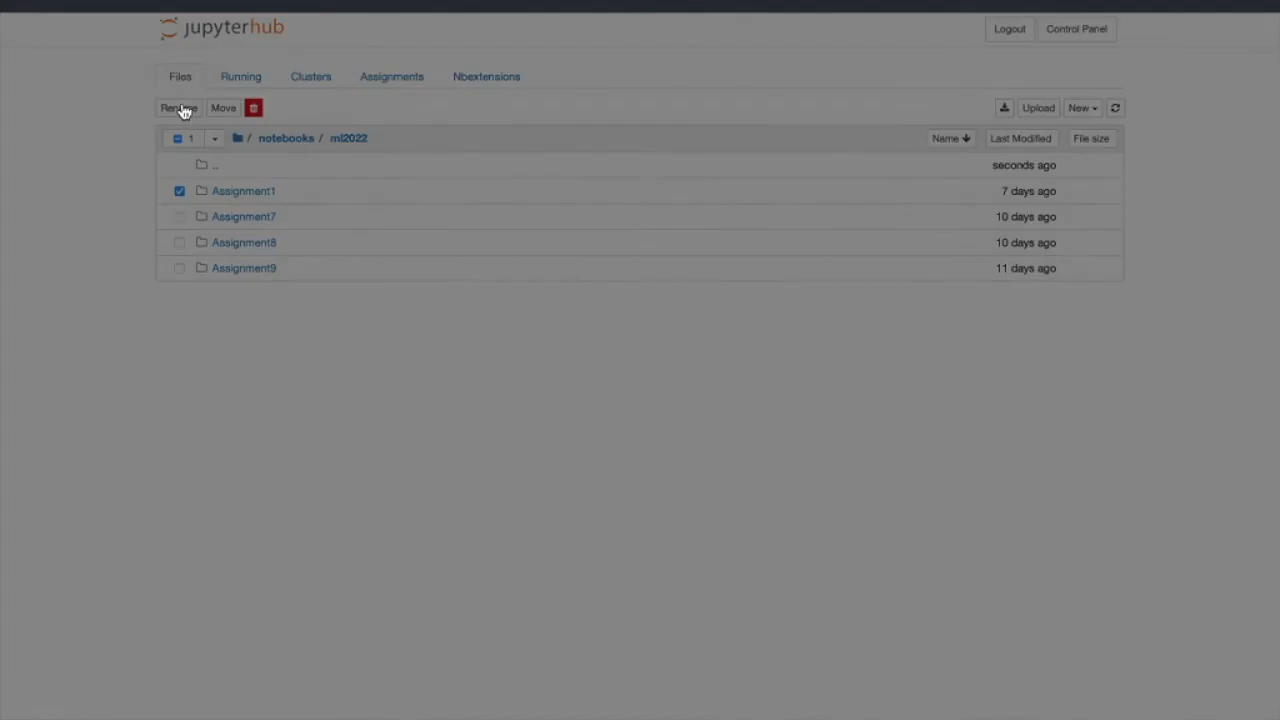 jupyterhub Logout Control Panel
Files Running Clusters Assignments Nbextensions
Rename Move Upload New
1 / notebooks / ml2022 Name Last Modified File size
.. seconds ago
Assignment1 7 days ago
Assignment7 10 days ago
Assignment8 10 days ago
Assignment9 11 days ago